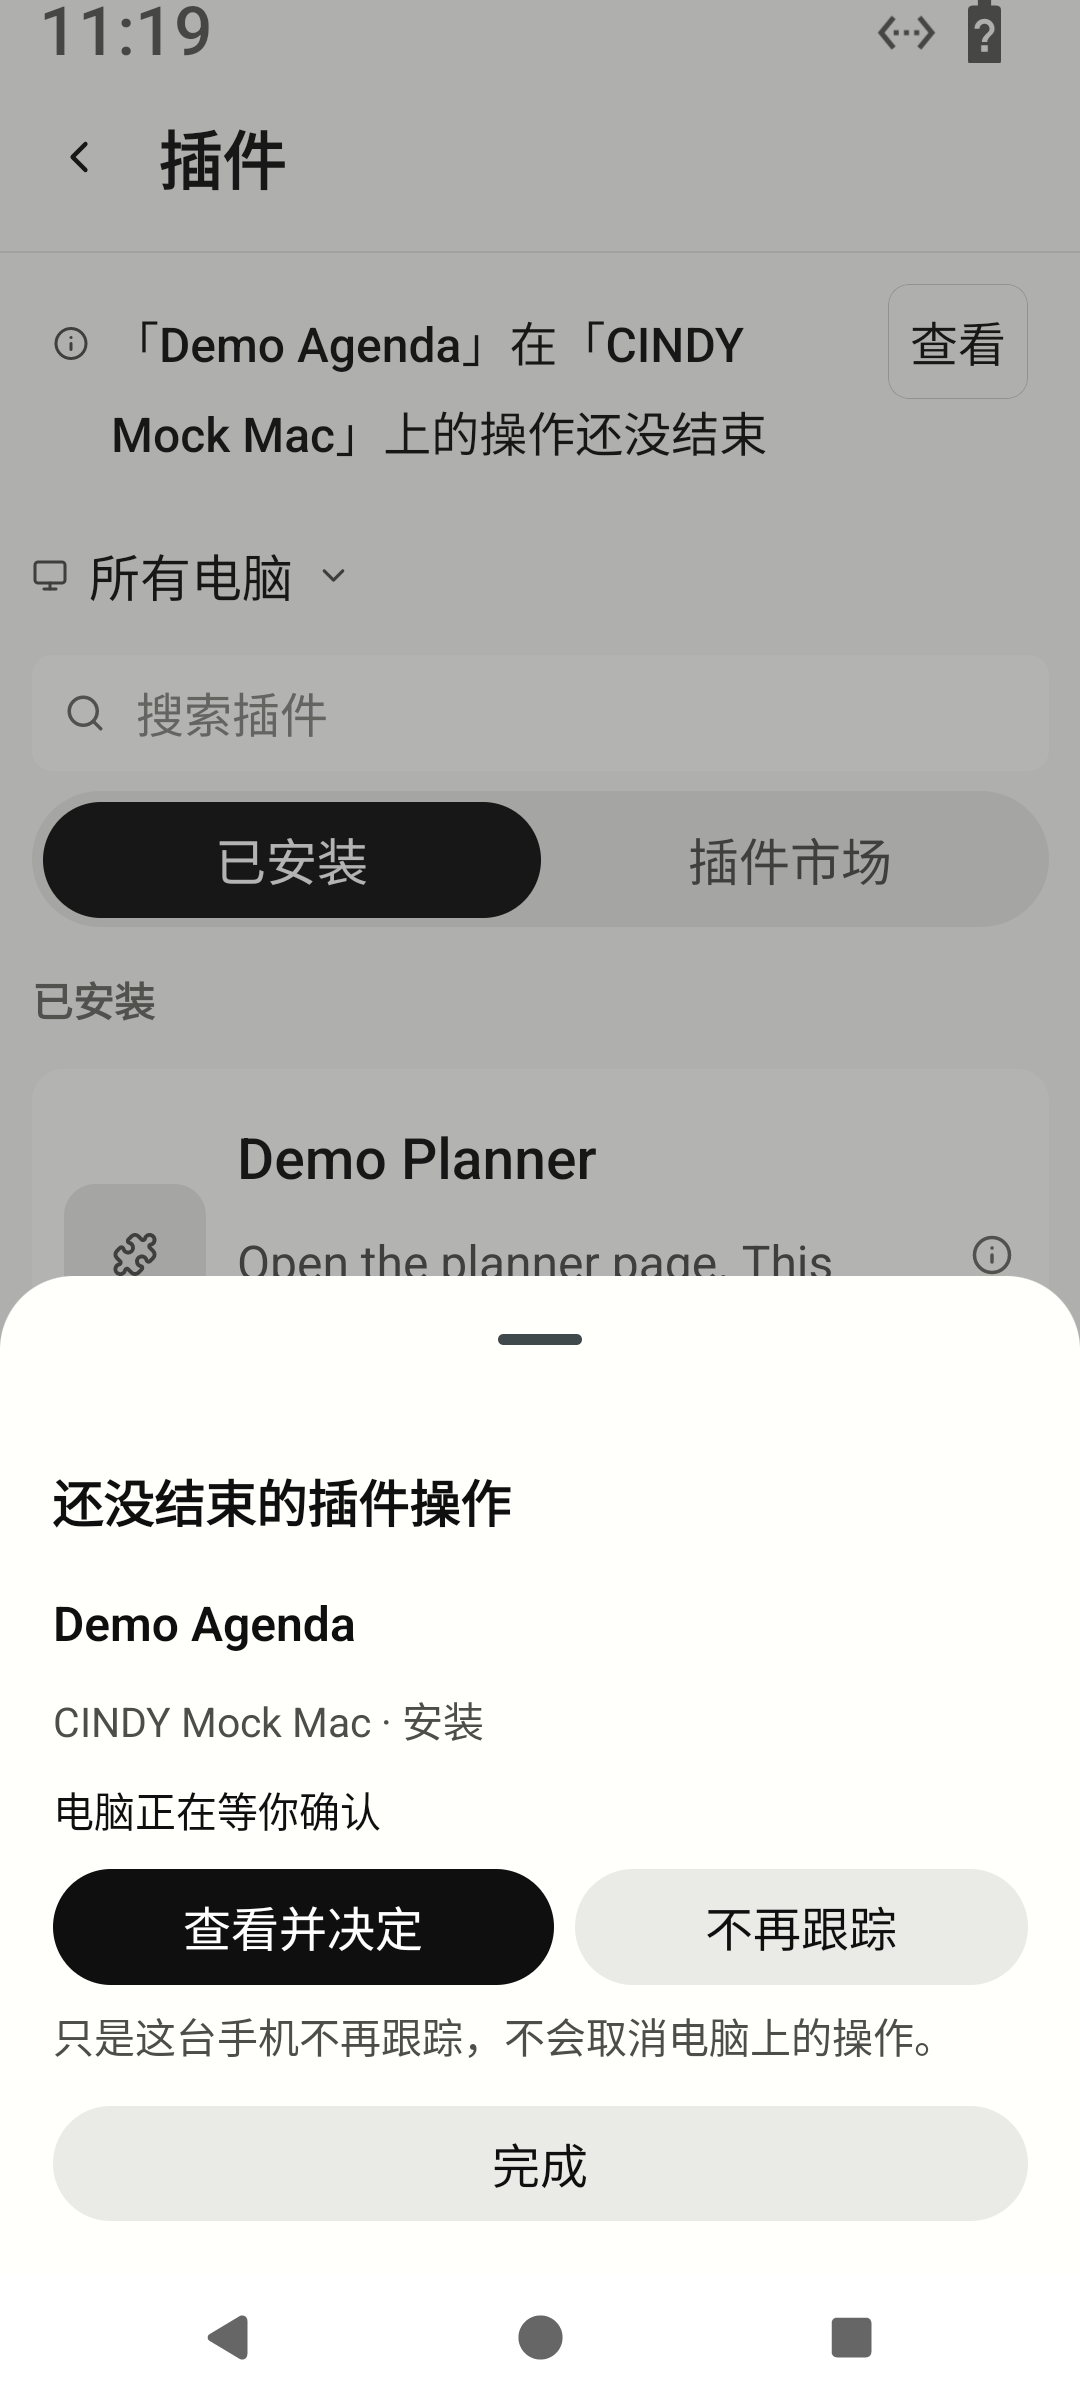 11:19
插件
「Demo Agenda」在「CINDY
Mock Mac」上的操作还没结束
查看
所有电脑
搜索插件
已安装
插件市场
已安装
Demo Planner
Open the planner page. This
还没结束的插件操作
Demo Agenda
CINDY Mock Mac · 安装
电脑正在等你确认
查看并决定
不再跟踪
只是这台手机不再跟踪，不会取消电脑上的操作。
完成